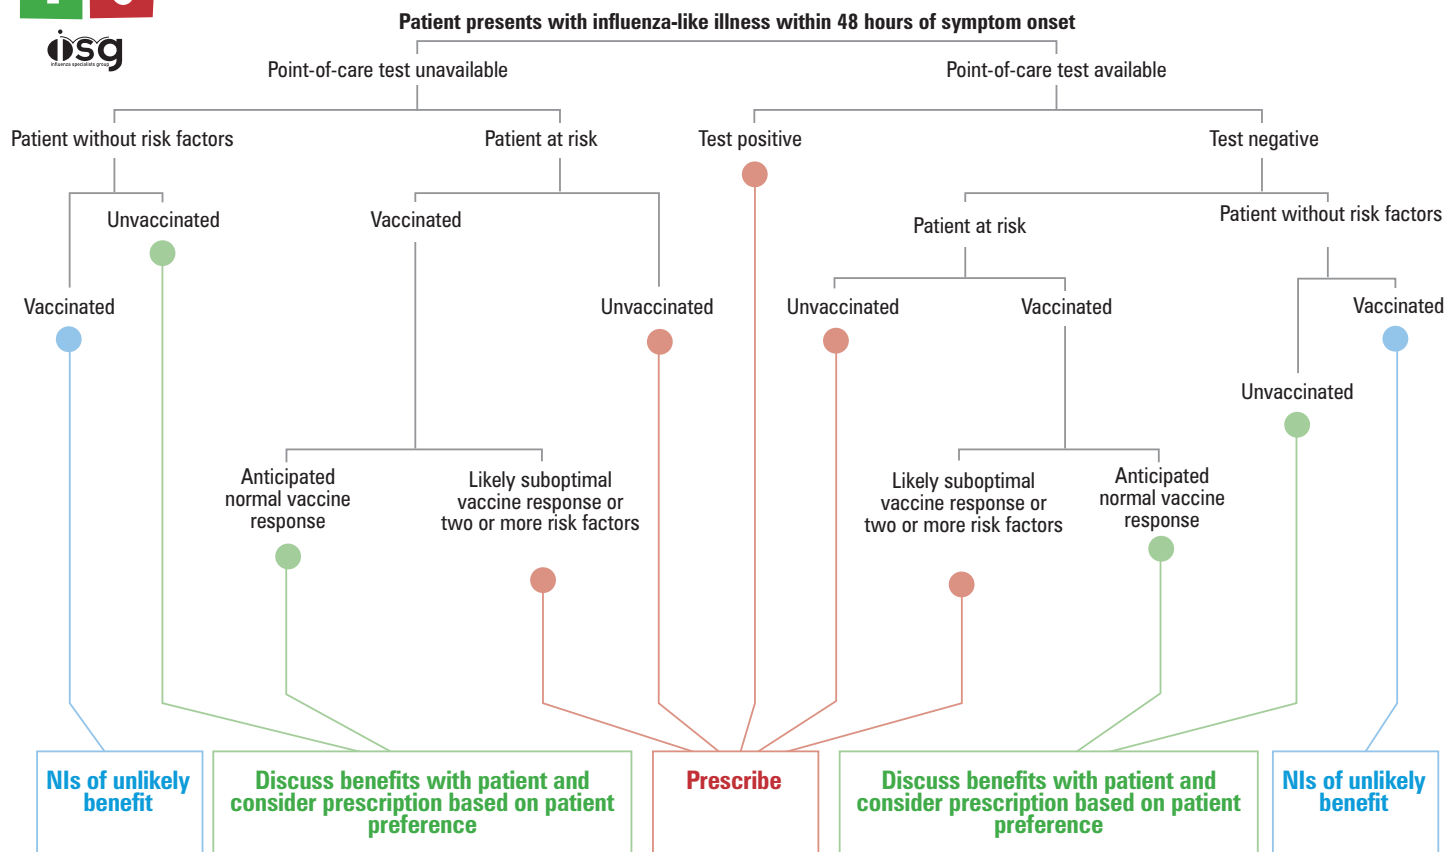 isg
influenza specialists group
Patient presents with influenza-like illness within 48 hours of symptom onset
Point-of-care test unavailable
Point-of-care test available
Patient without risk factors
Patient at risk
Test positive
Test negative
Unvaccinated
Vaccinated
Patient at risk
Patient without risk factors
Vaccinated
Unvaccinated
Unvaccinated
Vaccinated
Vaccinated
Unvaccinated
Anticipated
normal vaccine
response
Likely suboptimal
vaccine response or
two or more risk factors
Likely suboptimal
vaccine response or
two or more risk factors
Anticipated
normal vaccine
response
NIs of unlikely
benefit
Discuss benefits with patient and
consider prescription based on patient
preference
Prescribe
Discuss benefits with patient and
consider prescription based on patient
preference
NIs of unlikely
benefit